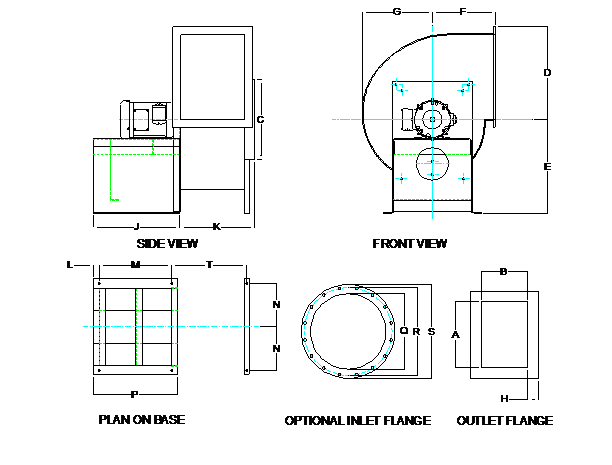 G F
D
C
E
J K
SIDE VIEW FRONT VIEW
L M T
B
N
A
Q R S
N
P
H
PLAN ON BASE OPTIONAL INLET FLANGE OUTLET FLANGE